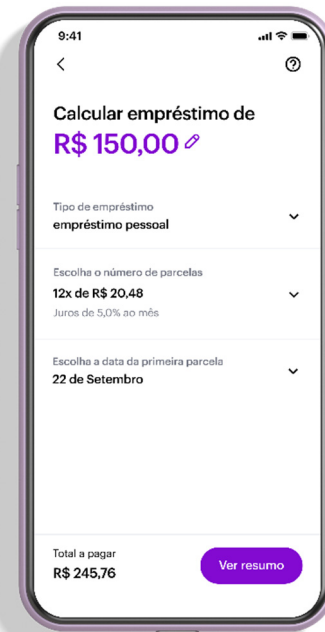 9:41
Calcular empréstimo de
R$ 150,00
Tipo de empréstimo
empréstimo pessoal
Escolha o número de parcelas
12x de R$ 20,48
Juros de 5,0% ao mês
Escolha a data da primeira parcela
22 de Setembro
Total a pagar
R$ 245,76
Ver resumo